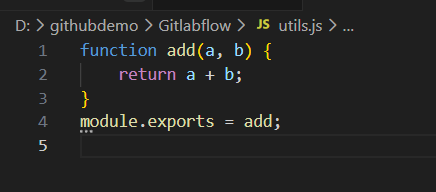 D: > githubdemo > Gitlabflow > JS utils.js > ...
1 function add(a, b) {
2     return a + b;
3 }
4 module.exports = add;
5